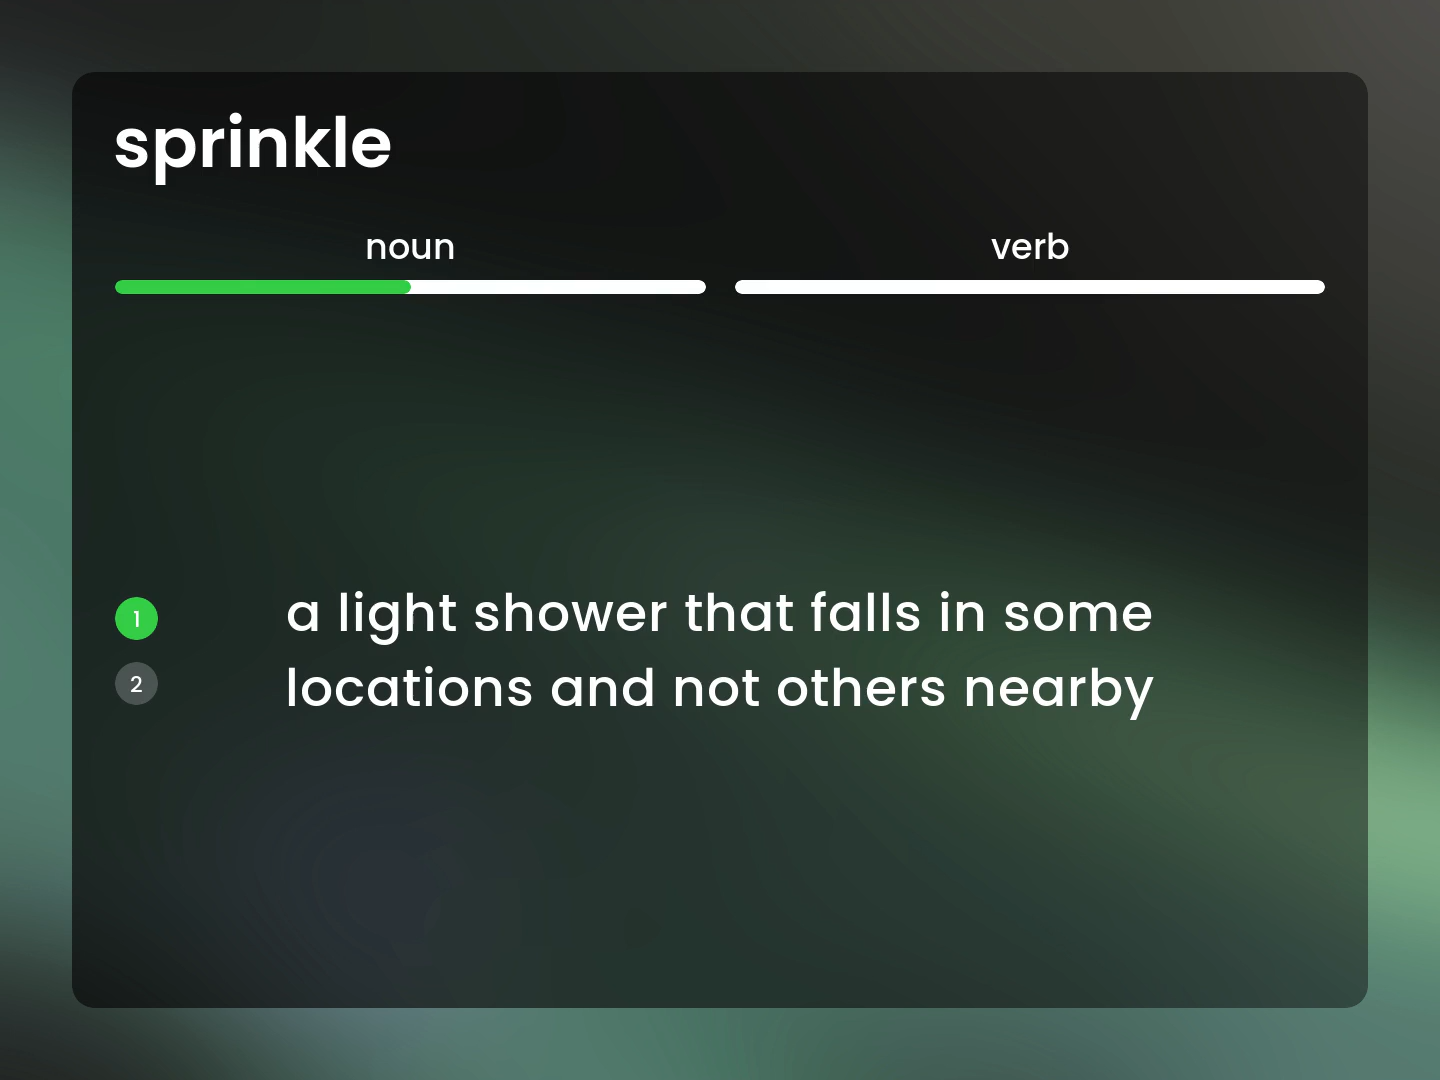 sprinkle
noun
verb
1
a light shower that falls in some
2
locations and not others nearby